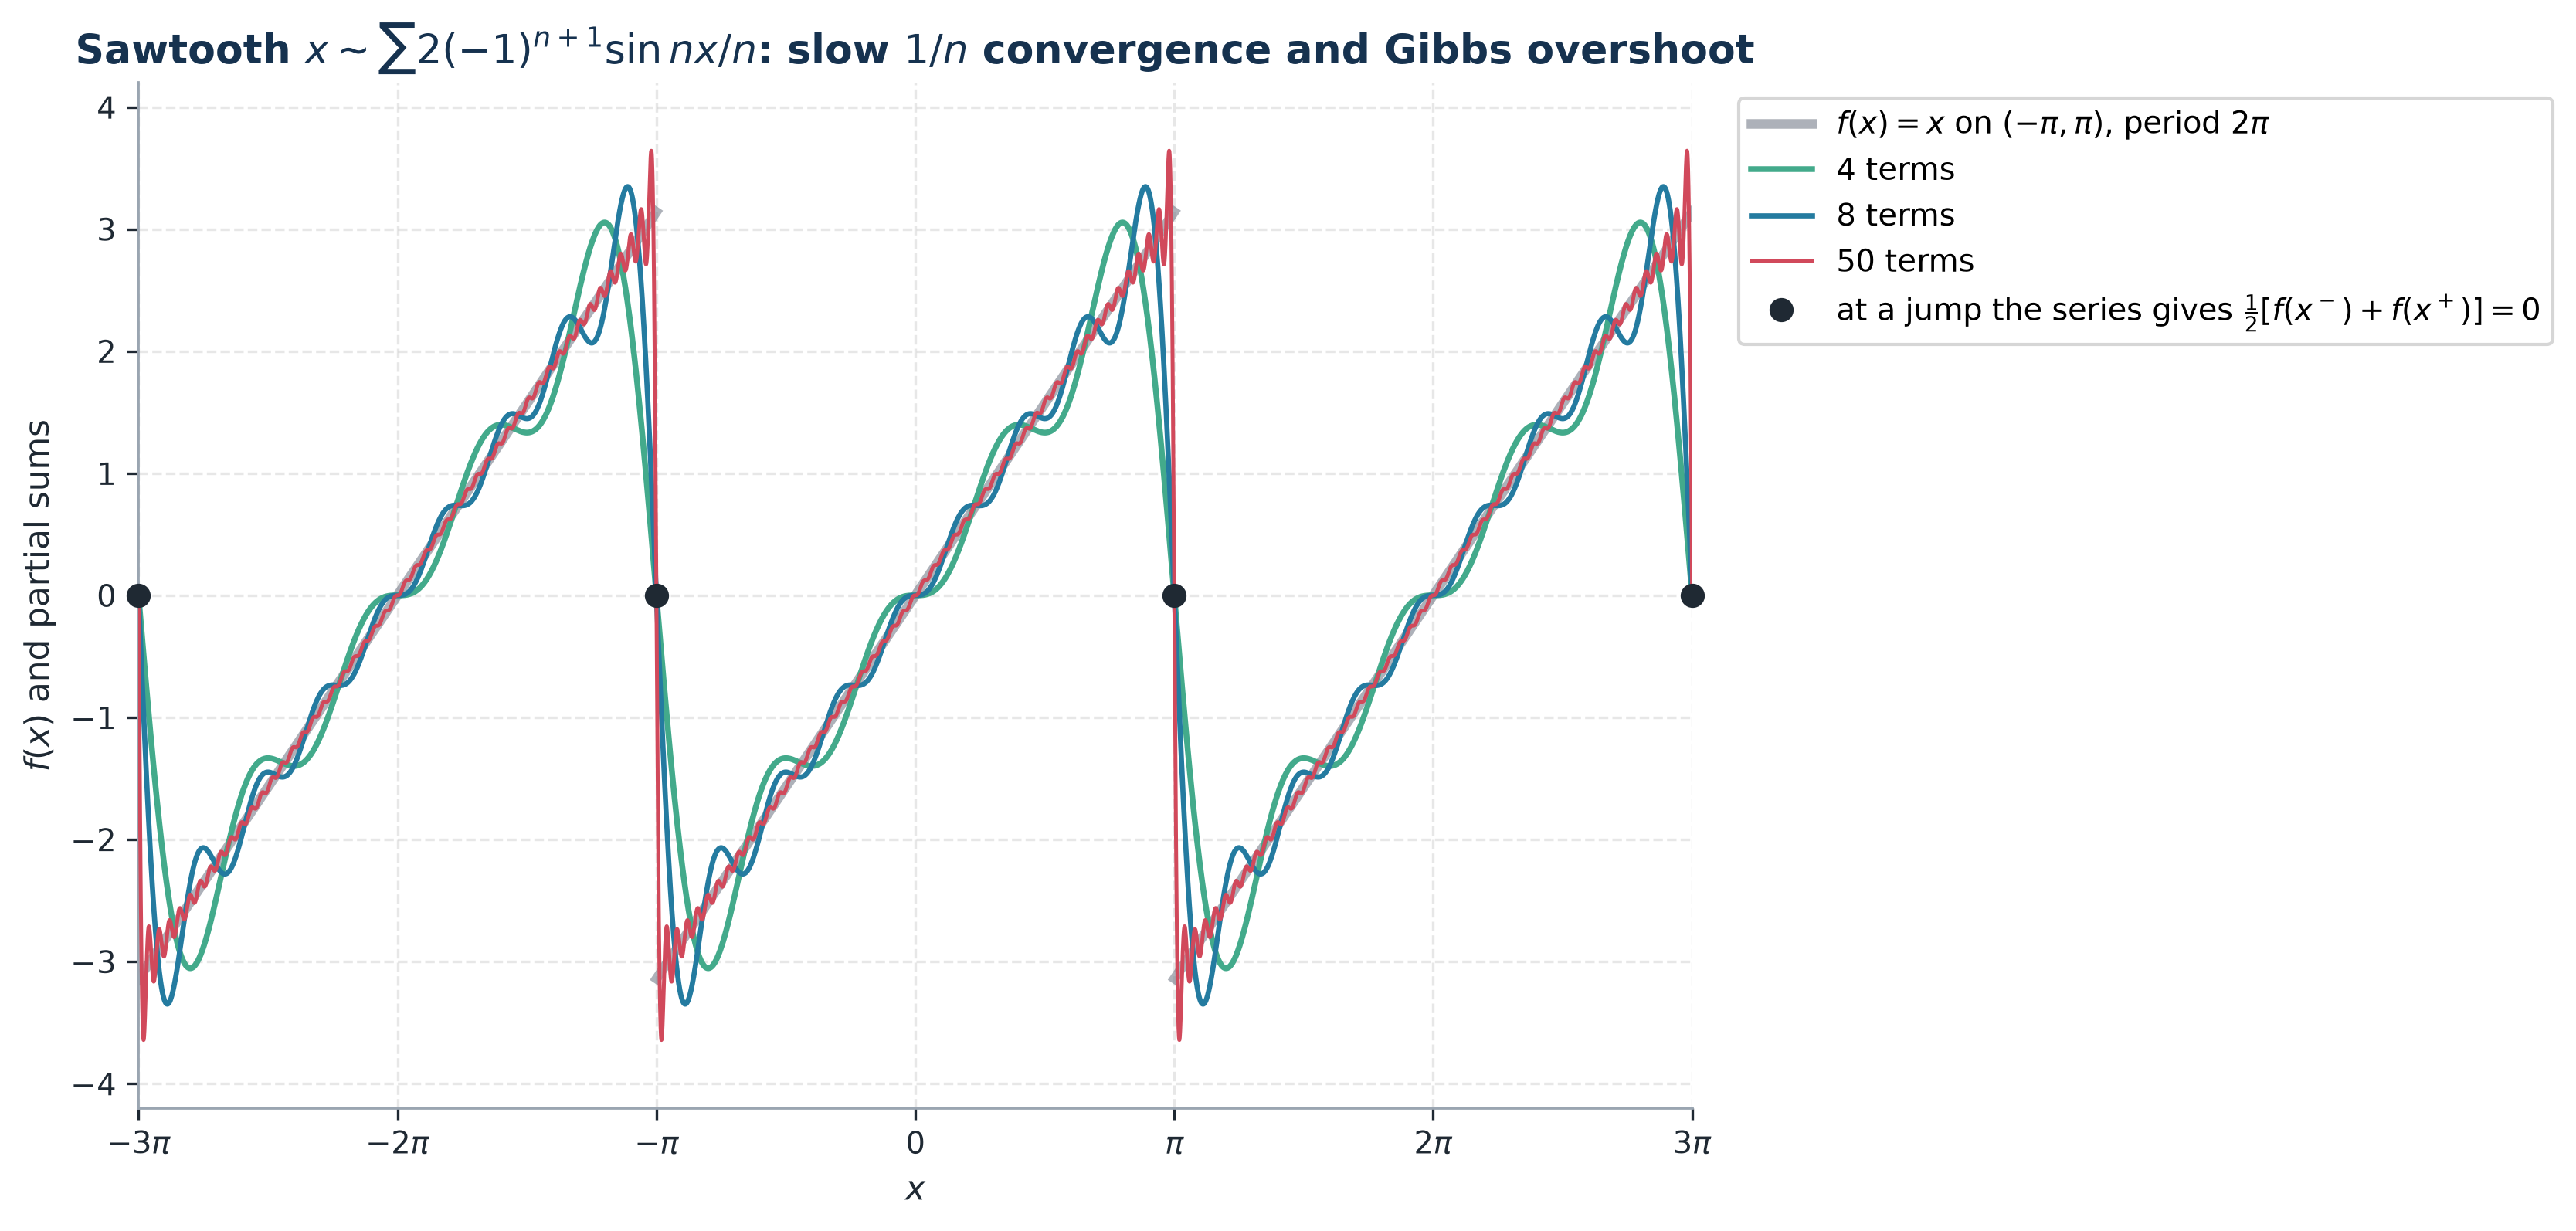 Sawtooth x ~ ∑ 2(−1)ⁿ⁺¹ sin nx/n: slow 1/n convergence and Gibbs overshoot
f(x) = x on (−π, π), period 2π
4 terms
8 terms
50 terms
at a jump the series gives ½[f(x⁻) + f(x⁺)] = 0
f(x) and partial sums
4
3
2
1
0
−1
−2
−3
−4
−3π
−2π
−π
0
π
2π
3π
x